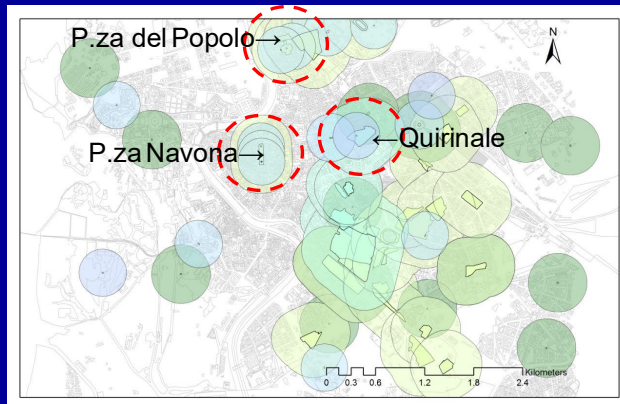 P.za del Popolo→
N
P.za Navona→
←Quirinale
Kilometers
0 0.3 0.6 1.2 1.8 2.4